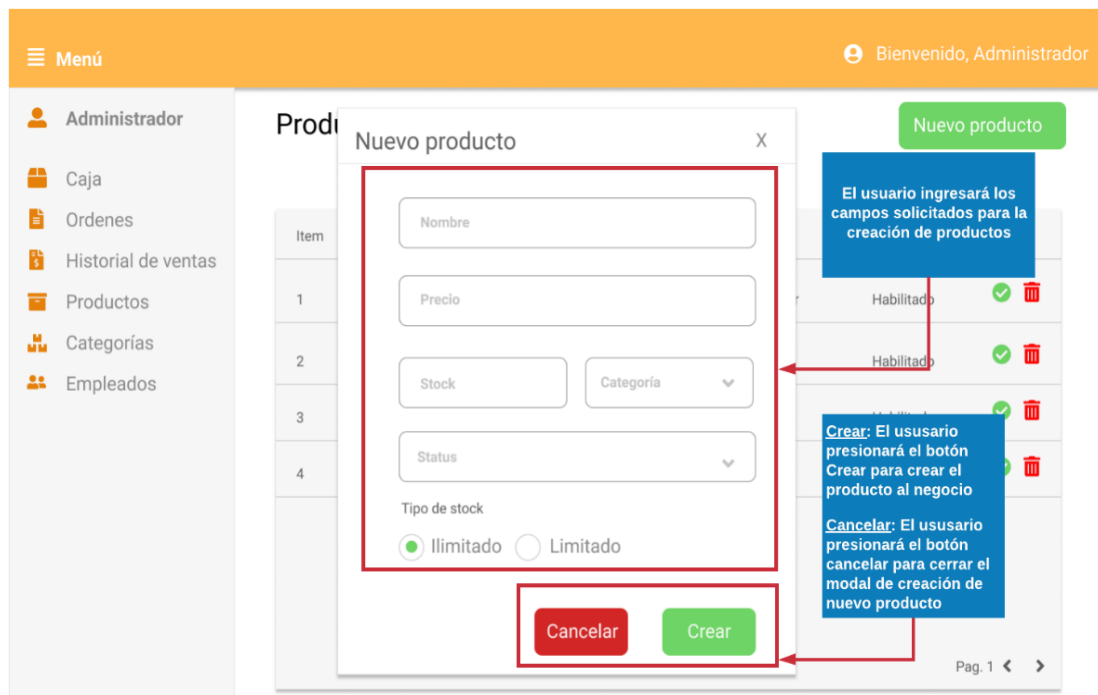 Menú
Bienvenido, Administrador
Administrador
Caja
Ordenes
Historial de ventas
Productos
Categorías
Empleados
Nuevo producto
Nuevo producto
X
Nombre
Precio
Stock
Categoría
Status
Tipo de stock
Ilimitado
Limitado
Cancelar
Crear
El usuario ingresará los
campos solicitados para la
creación de productos
Item
1
Habilitado
2
Habilitado
3
4
Crear: El ususario
presionará el botón
Crear para crear el
producto al negocio
Cancelar: El ususario
presionará el botón
cancelar para cerrar el
modal de creación de
nuevo producto
Pag. 1